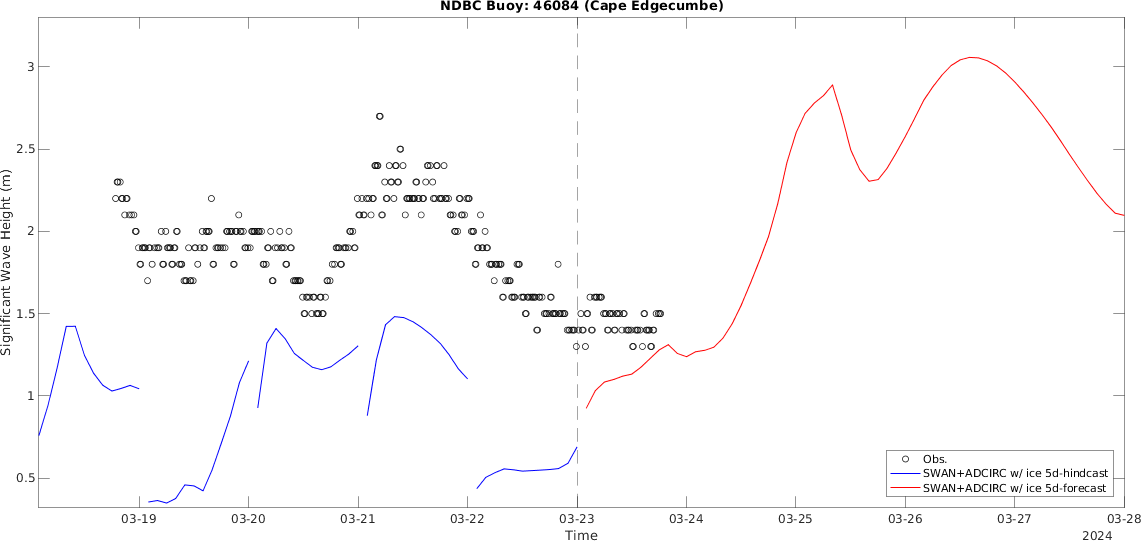 NDBC Buoy: 46084 (Cape Edgecumbe)
Significant Wave Height (m)
3
2.5
2
1.5
1
0.5
Obs.
SWAN+ADCIRC w/ ice 5d-hindcast
SWAN+ADCIRC w/ ice 5d-forecast
03-19 03-20 03-21 03-22 03-23 03-24 03-25 03-26 03-27 03-28
Time
2024